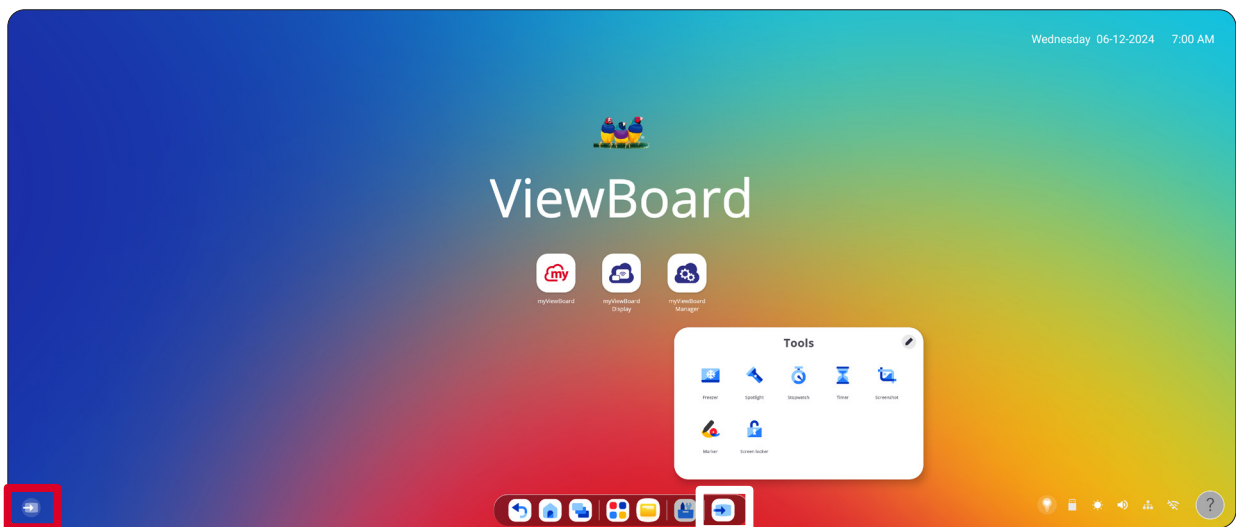 Wednesday 06-12-2024 7:00 AM
ViewBoard
my
myViewBoard
myViewBoard
Display
myViewBoard
Manager
Tools
Freezer
Spotlight
Stopwatch
Timer
Screenshot
Marker
Screen locker
?